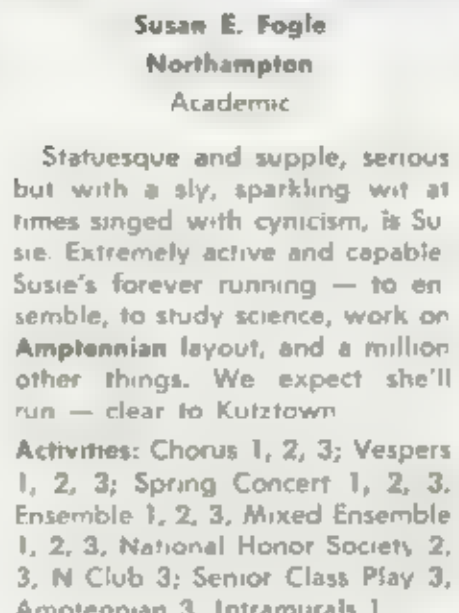 Susan E. Fogle
Northampton
Academic
Statuesque and supple, serious
but with a sly, sparkling wit at
times singed with cynicism, is Su
sie. Extremely active and capable
Susie's forever running — to en
semble, to study science, work on
Amptennian layout, and a million
other things. We expect she'll
run — clear to Kutztown
Activities: Chorus 1, 2, 3; Vespers
1, 2, 3; Spring Concert 1, 2, 3,
Ensemble 1, 2, 3, Mixed Ensemble
1, 2, 3, National Honor Society 2,
3, N Club 3; Senior Class Play 3,
Amptennian 3, Intramurals 1